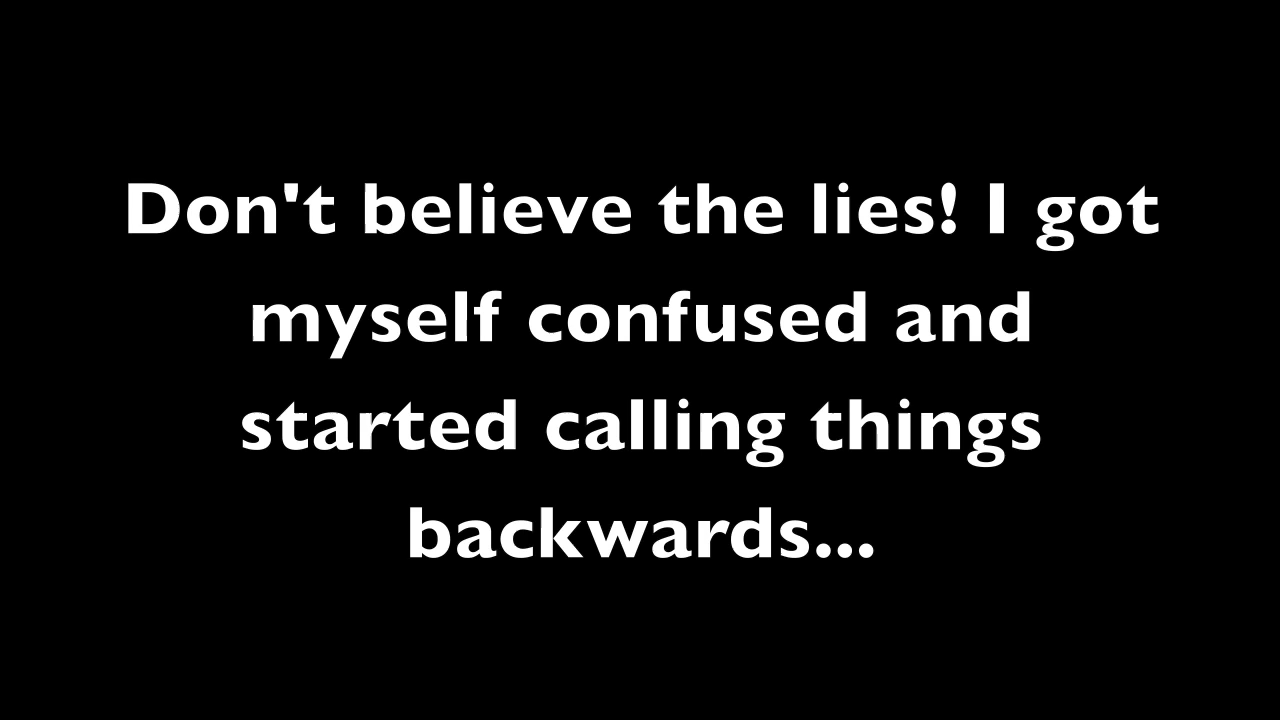 Don't believe the lies! I got
myself confused and
started calling things
backwards...